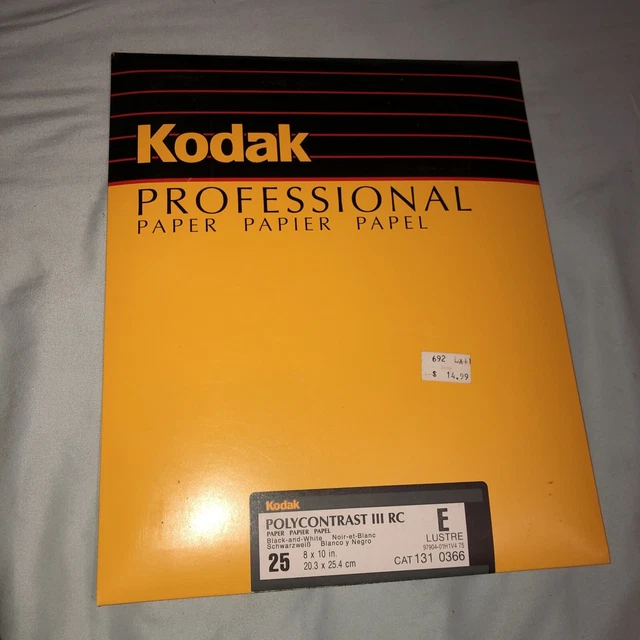 Kodak
PROFESSIONAL
PAPER PAPIER PAPEL
692
$ 14.99
Kodak
POLYCONTRAST III RC
PAPER PAPIER PAPEL
Black-and-White Noir-et-Blanc
Schwarzweiß Blanco y Negro
25 8 x 10 in.
20.3 x 25.4 cm
E
LUSTRE
CAT 131 0366